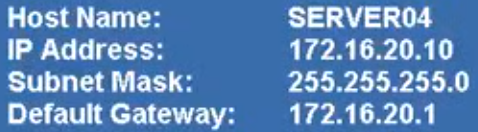 Host Name: SERVER04
IP Address: 172.16.20.10
Subnet Mask: 255.255.255.0
Default Gateway: 172.16.20.1